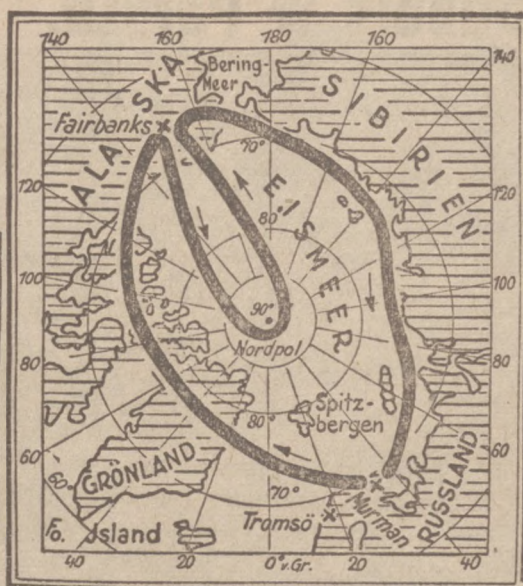 140 160 180 160 140
Bering-
Meer
ALASKA
SIBIRIEN
Fairbanks
70°
120 120
EISMEER
80
100 100
90°
Nordpol
80 80
Spitz-
bergen
80°
60 60
GRÖNLAND
60°
70°
Tromsö
Murman
RUSSLAND
Fo. Island
40 20 0° v.Gr. 20 40